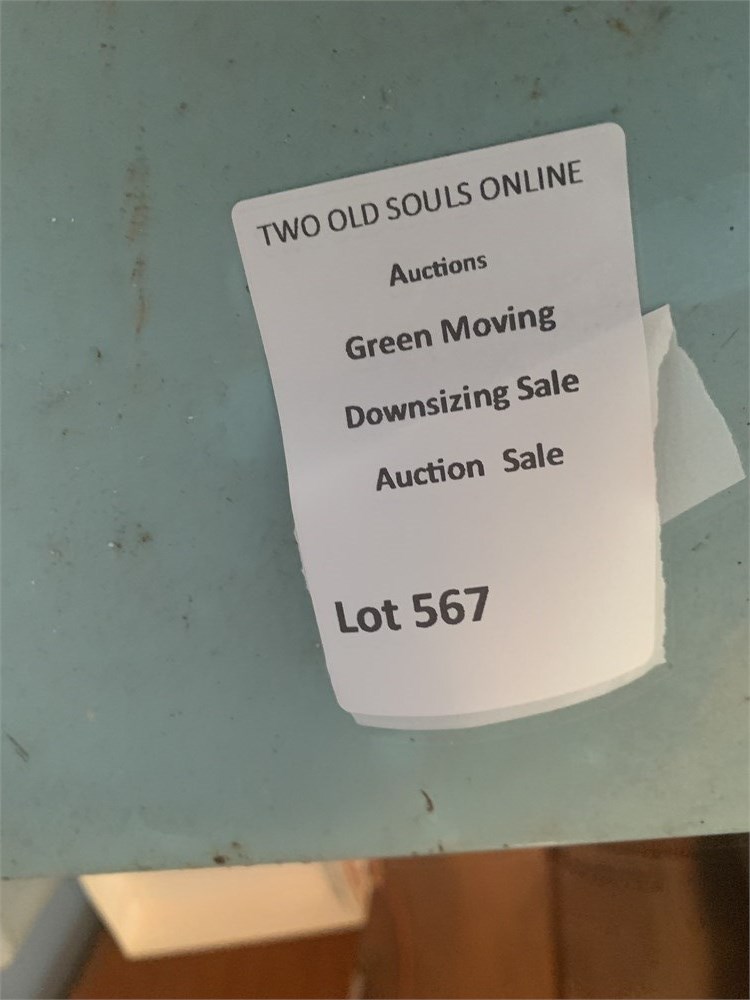 TWO OLD SOULS ONLINE
Auctions
Green Moving
Downsizing Sale
Auction Sale
Lot 567